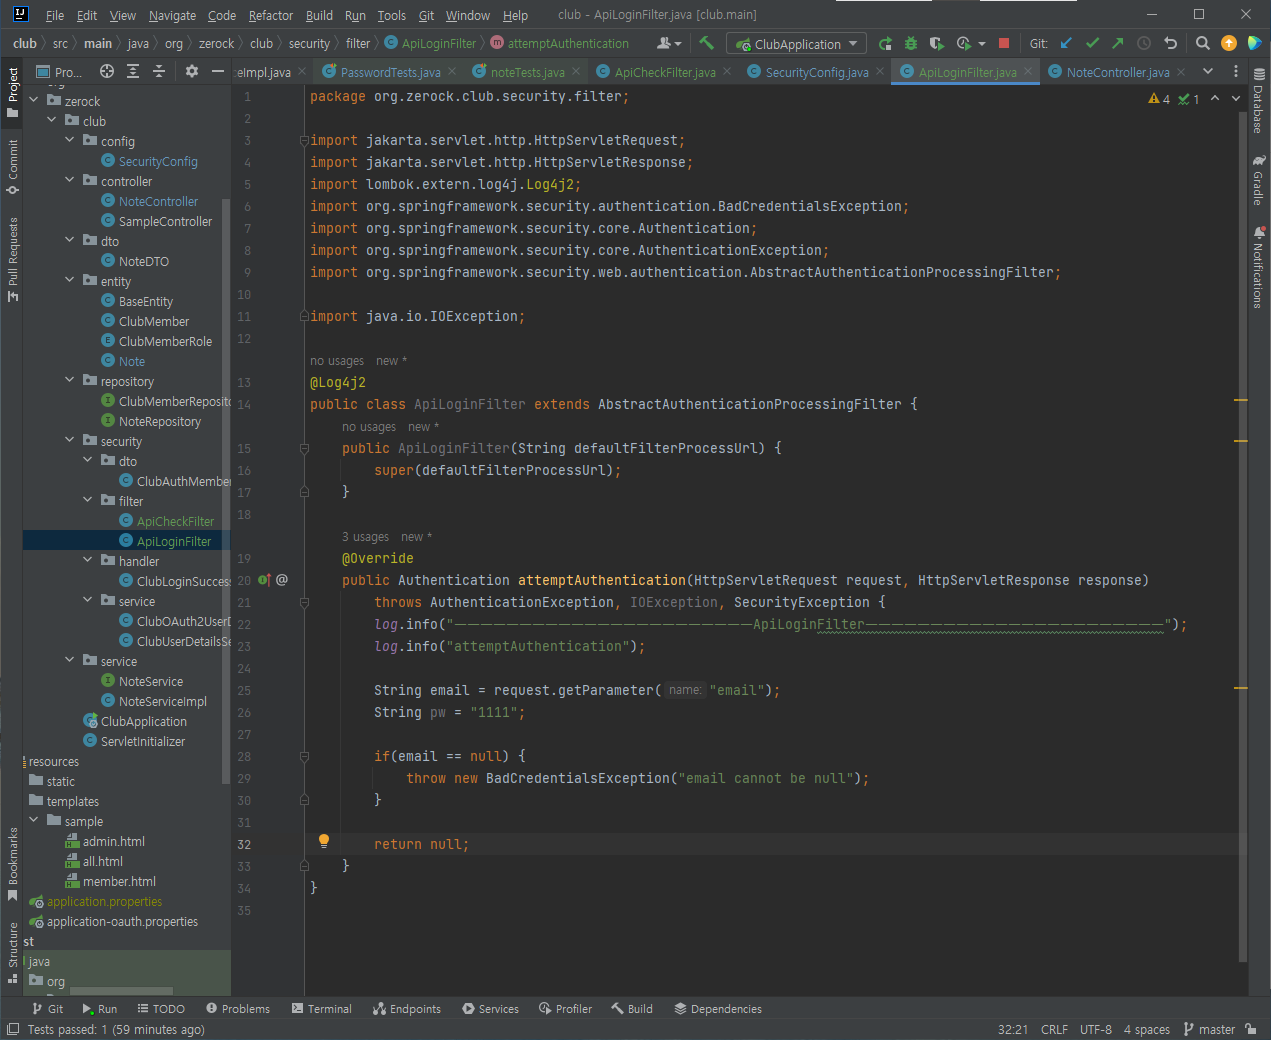 File Edit View Navigate Code Refactor Build Run Tools Git Window Help club - ApiLoginFilter.java [club.main]
club src main java org zerock club security filter ApiLoginFilter attemptAuthentication ClubApplication Git:
Project Pro... ceImpl.java PasswordTests.java noteTests.java ApiCheckFilter.java SecurityConfig.java ApiLoginFilter.java NoteController.java
Commit
Pull Requests
Bookmarks
Structure
Database
Gradle
Notifications
zerock
club
config
SecurityConfig
controller
NoteController
SampleController
dto
NoteDTO
entity
BaseEntity
ClubMember
ClubMemberRole
Note
repository
ClubMemberReposito
NoteRepository
security
dto
ClubAuthMember
filter
ApiCheckFilter
ApiLoginFilter
handler
ClubLoginSuccess
service
ClubOAuth2UserD
ClubUserDetailsSe
service
NoteService
NoteServiceImpl
ClubApplication
ServletInitializer
resources
static
templates
sample
admin.html
all.html
member.html
application.properties
application-oauth.properties
st
java
org
4 1
1 package org.zerock.club.security.filter;
2
3 import jakarta.servlet.http.HttpServletRequest;
4 import jakarta.servlet.http.HttpServletResponse;
5 import lombok.extern.log4j.Log4j2;
6 import org.springframework.security.authentication.BadCredentialsException;
7 import org.springframework.security.core.Authentication;
8 import org.springframework.security.core.AuthenticationException;
9 import org.springframework.security.web.authentication.AbstractAuthenticationProcessingFilter;
10
11 import java.io.IOException;
12
no usages new *
13 @Log4j2
14 public class ApiLoginFilter extends AbstractAuthenticationProcessingFilter {
no usages new *
15 public ApiLoginFilter(String defaultFilterProcessUrl) {
16 super(defaultFilterProcessUrl);
17 }
18
3 usages new *
19 @Override
20 @ public Authentication attemptAuthentication(HttpServletRequest request, HttpServletResponse response)
21 throws AuthenticationException, IOException, SecurityException {
22 log.info("———————————————————————ApiLoginFilter———————————————————————");
23 log.info("attemptAuthentication");
24
25 String email = request.getParameter( name: "email");
26 String pw = "1111";
27
28 if(email == null) {
29 throw new BadCredentialsException("email cannot be null");
30 }
31
32 return null;
33 }
34 }
35
Git Run TODO Problems Terminal Endpoints Services Profiler Build Dependencies
Tests passed: 1 (59 minutes ago) 32:21 CRLF UTF-8 4 spaces master